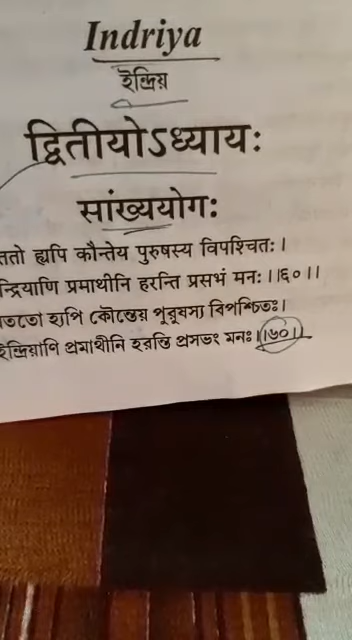 Indriya
ইন্দ্রিয়
द्वितीयोऽध्यायः
सांख्ययोगः
ततो ह्यपि कौन्तेय पुरुषस्य विपश्चितः।
न्द्रियाणि प्रमाथीनि हरन्ति प्रसभं मनः।।६०।।
ততো হ্যপি কৌন্তেয় পুরুষস্য বিপশ্চিতঃ।
ইন্দ্রিয়াণি প্রমাথীনি হরন্তি প্রসভং মনঃ।।৬০।।